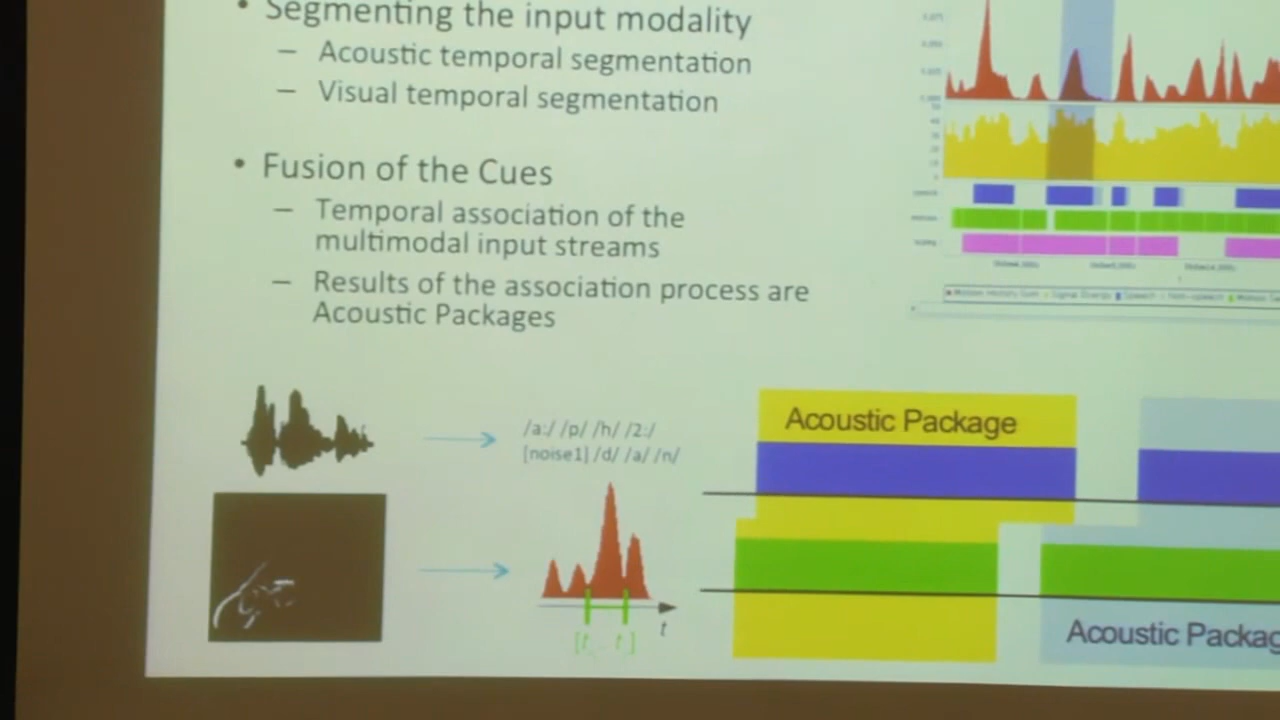 • Segmenting the input modality
– Acoustic temporal segmentation
– Visual temporal segmentation
• Fusion of the Cues
– Temporal association of the
multimodal input streams
– Results of the association process are
Acoustic Packages
/a:/ /p/ /h/ /2:/
[noise1] /d/ /a/ /n/
t
Acoustic Package
Acoustic Packag